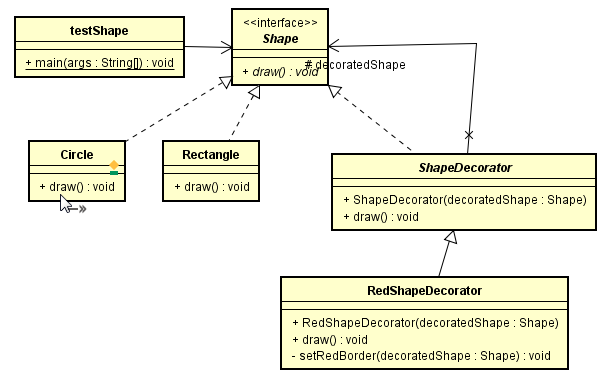 testShape
+ main(args : String[]) : void
<<interface>>
Shape
+ draw() : void
# decoratedShape
Circle
+ draw() : void
Rectangle
+ draw() : void
ShapeDecorator
+ ShapeDecorator(decoratedShape : Shape)
+ draw() : void
RedShapeDecorator
+ RedShapeDecorator(decoratedShape : Shape)
+ draw() : void
- setRedBorder(decoratedShape : Shape) : void